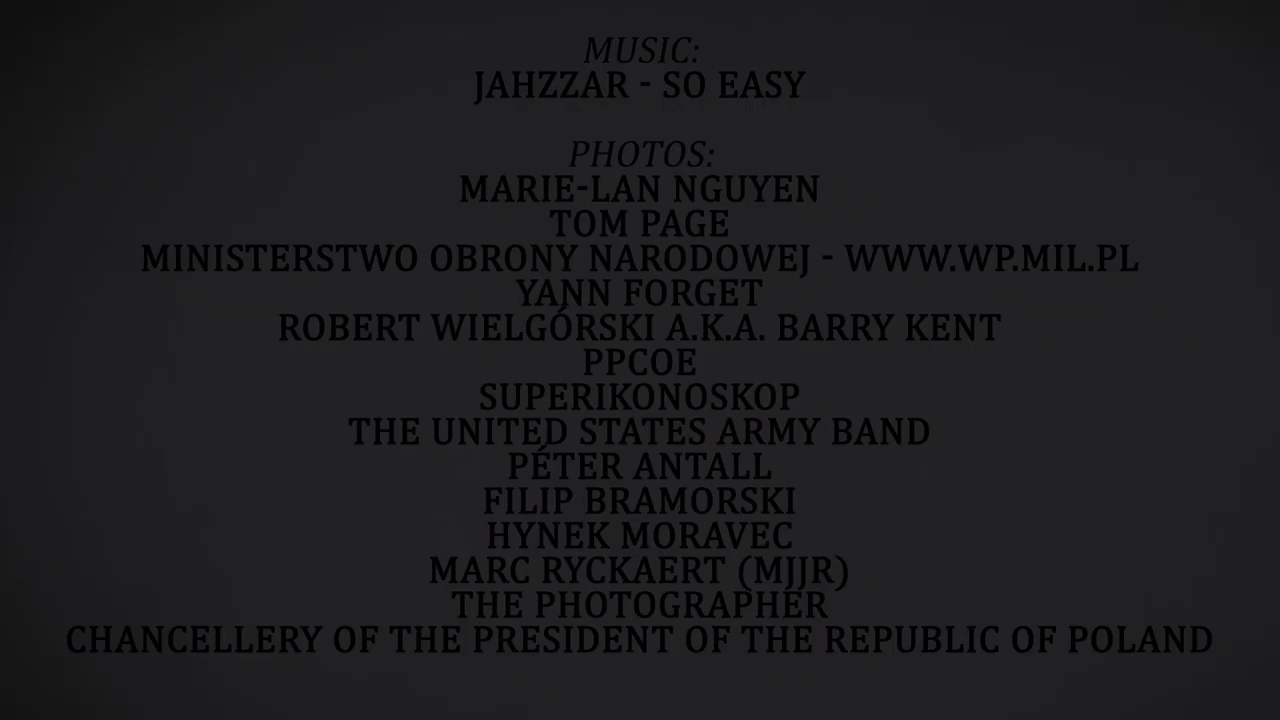 MUSIC:
JAHZZAR - SO EASY
PHOTOS:
MARIE-LAN NGUYEN
TOM PAGE
MINISTERSTWO OBRONY NARODOWEJ - WWW.WP.MIL.PL
YANN FORGET
ROBERT WIELGÓRSKI A.K.A. BARRY KENT
PPCOE
SUPERIKONOSKOP
THE UNITED STATES ARMY BAND
PÉTER ANTALL
FILIP BRAMORSKI
HYNEK MORAVEC
MARC RYCKAERT (MJJR)
THE PHOTOGRAPHER
CHANCELLERY OF THE PRESIDENT OF THE REPUBLIC OF POLAND